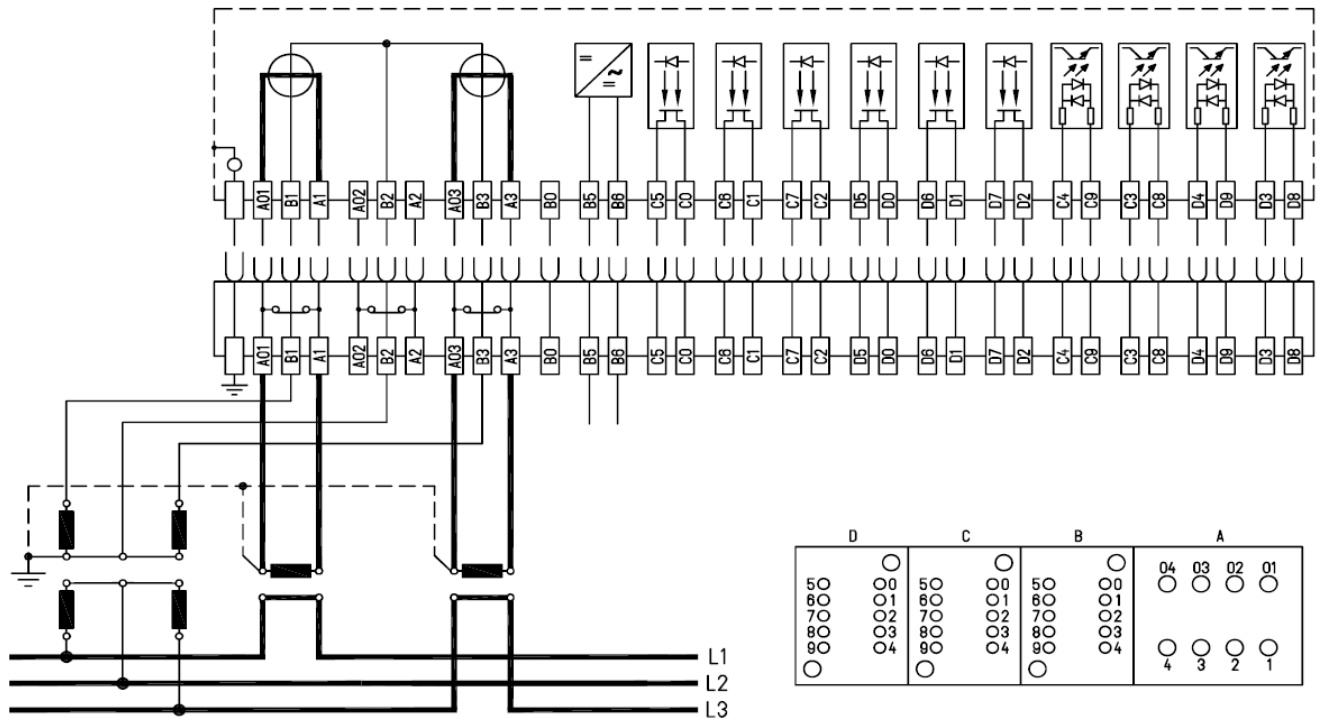 A01 B1 A1 A02 B2 A2 A03 B3 A3 B0 B5 B6 C5 C0 C6 C1 C7 C2 D5 D0 D6 D1 D7 D2 C4 C9 C3 C8 D4 D9 D3 D8
A01 B1 A1 A02 B2 A2 A03 B3 A3 B0 B5 B6 C5 C0 C6 C1 C7 C2 D5 D0 D6 D1 D7 D2 C4 C9 C3 C8 D4 D9 D3 D8
D C B A
04 03 02 01
5 0 5 0 5 0
6 1 6 1 6 1
7 2 7 2 7 2
8 3 8 3 8 3
9 4 9 4 9 4
4 3 2 1
L1
L2
L3